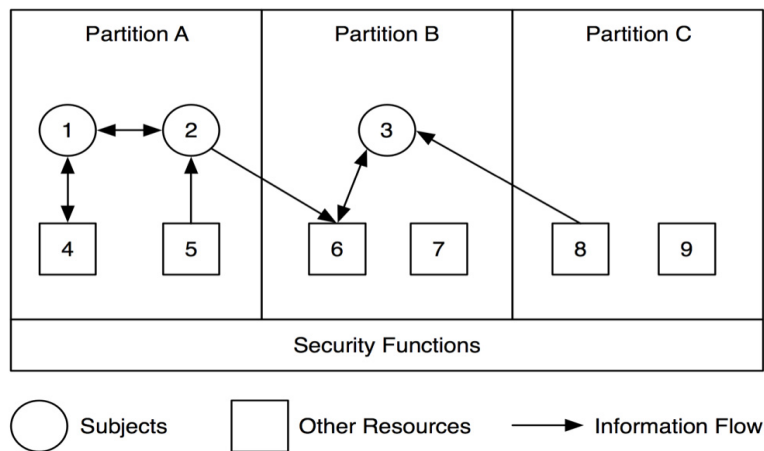 Partition A
Partition B
Partition C
1
2
3
4
5
6
7
8
9
Security Functions
Subjects
Other Resources
Information Flow